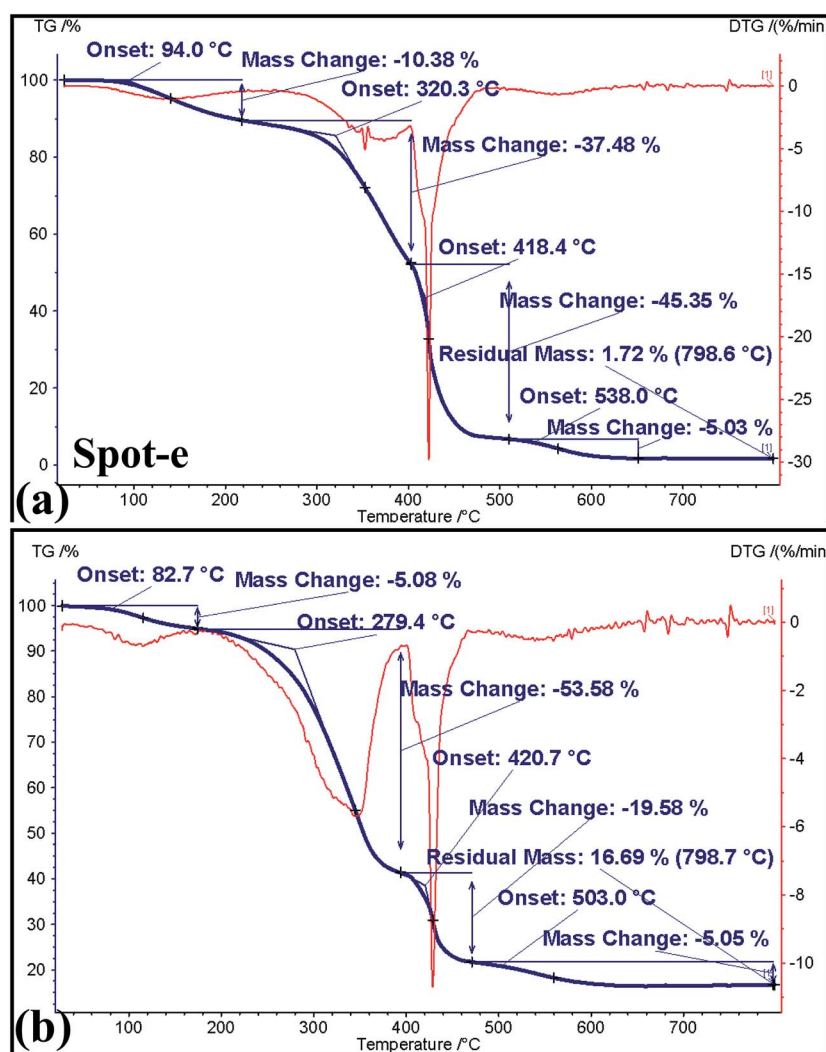 TG /%
DTG /(%/min)
Onset: 94.0 °C
Mass Change: -10.38 %
[1]
100
Onset: 320.3 °C
0
Mass Change: -37.48 %
80
-5
60
-10
Onset: 418.4 °C
-15
40
Mass Change: -45.35 %
-20
Residual Mass: 1.72 % (798.6 °C)
20
Onset: 538.0 °C
-25
Mass Change: -5.03 %
[1]
0
Spot-e
-30
(a)
100 200 300 400 500 600 700
Temperature /°C
TG /%
DTG /(%/min)
Onset: 82.7 °C
Mass Change: -5.08 %
[1]
100
Onset: 279.4 °C
0
90
Mass Change: -53.58 %
-2
80
70
Onset: 420.7 °C
-4
60
Mass Change: -19.58 %
-6
50
Residual Mass: 16.69 % (798.7 °C)
40
Onset: 503.0 °C
-8
30
Mass Change: -5.05 %
[1]
-10
20
(b)
100 200 300 400 500 600 700
Temperature /°C